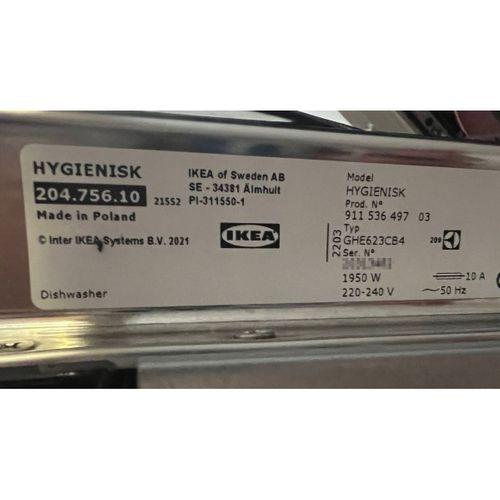 HYGIENISK
204.756.10
Made in Poland
21552
© Inter IKEA Systems B.V. 2021
Dishwasher
IKEA of Sweden AB
SE - 34381 Älmhult
PI-311550-1
IKEA
2203
Model
HYGIENISK
Prod. N°
911 536 497 03
Typ
GHE623CB4
Ser. N°
1950 W
220-240 V
209
10 A
~ 50 Hz